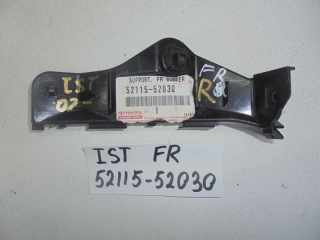 SUPPORT, FR BUMPER
52115-52030
1
IST
02-
FR
R
IST FR
52115-52030